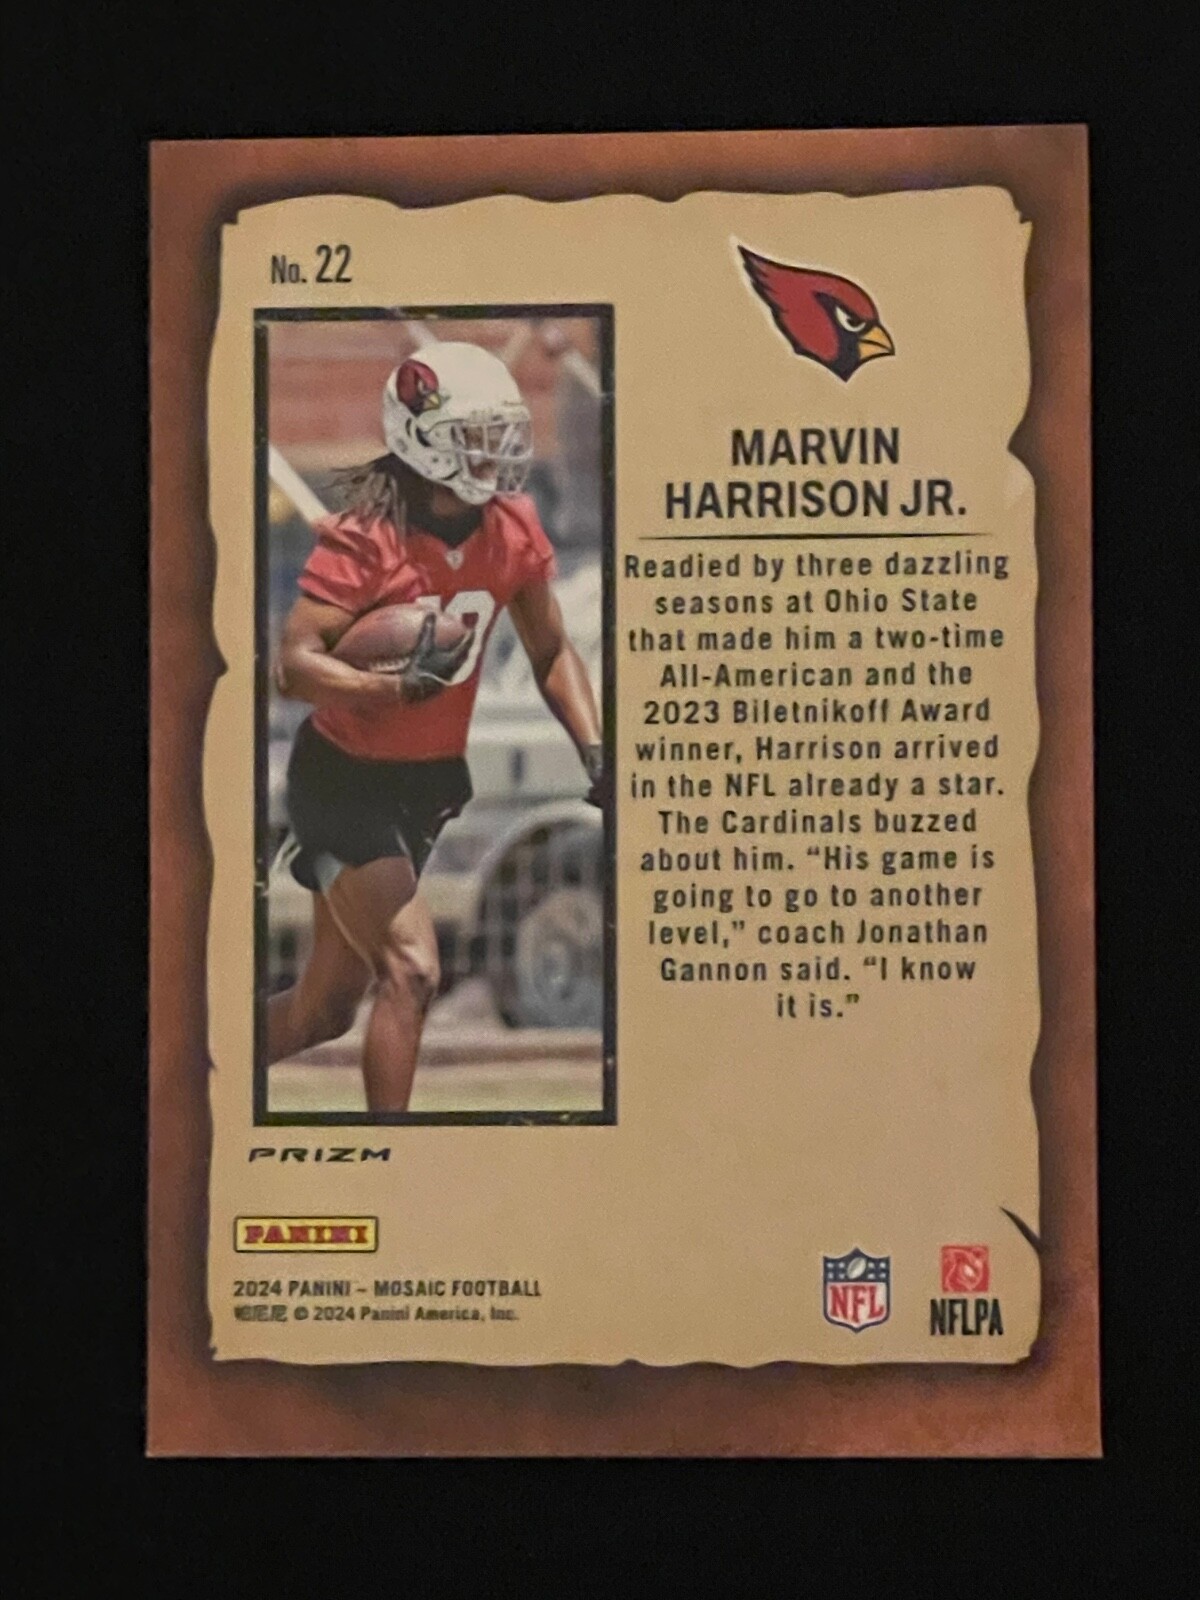 No. 22
MARVIN
HARRISON JR.
Readied by three dazzling
seasons at Ohio State
that made him a two-time
All-American and the
2023 Biletnikoff Award
winner, Harrison arrived
in the NFL already a star.
The Cardinals buzzed
about him. “His game is
going to go to another
level,” coach Jonathan
Gannon said. “I know
it is.”
PRIZM
PANINI
2024 PANINI – MOSAIC FOOTBALL
© 2024 Panini America, Inc.
NFL
NFLPA